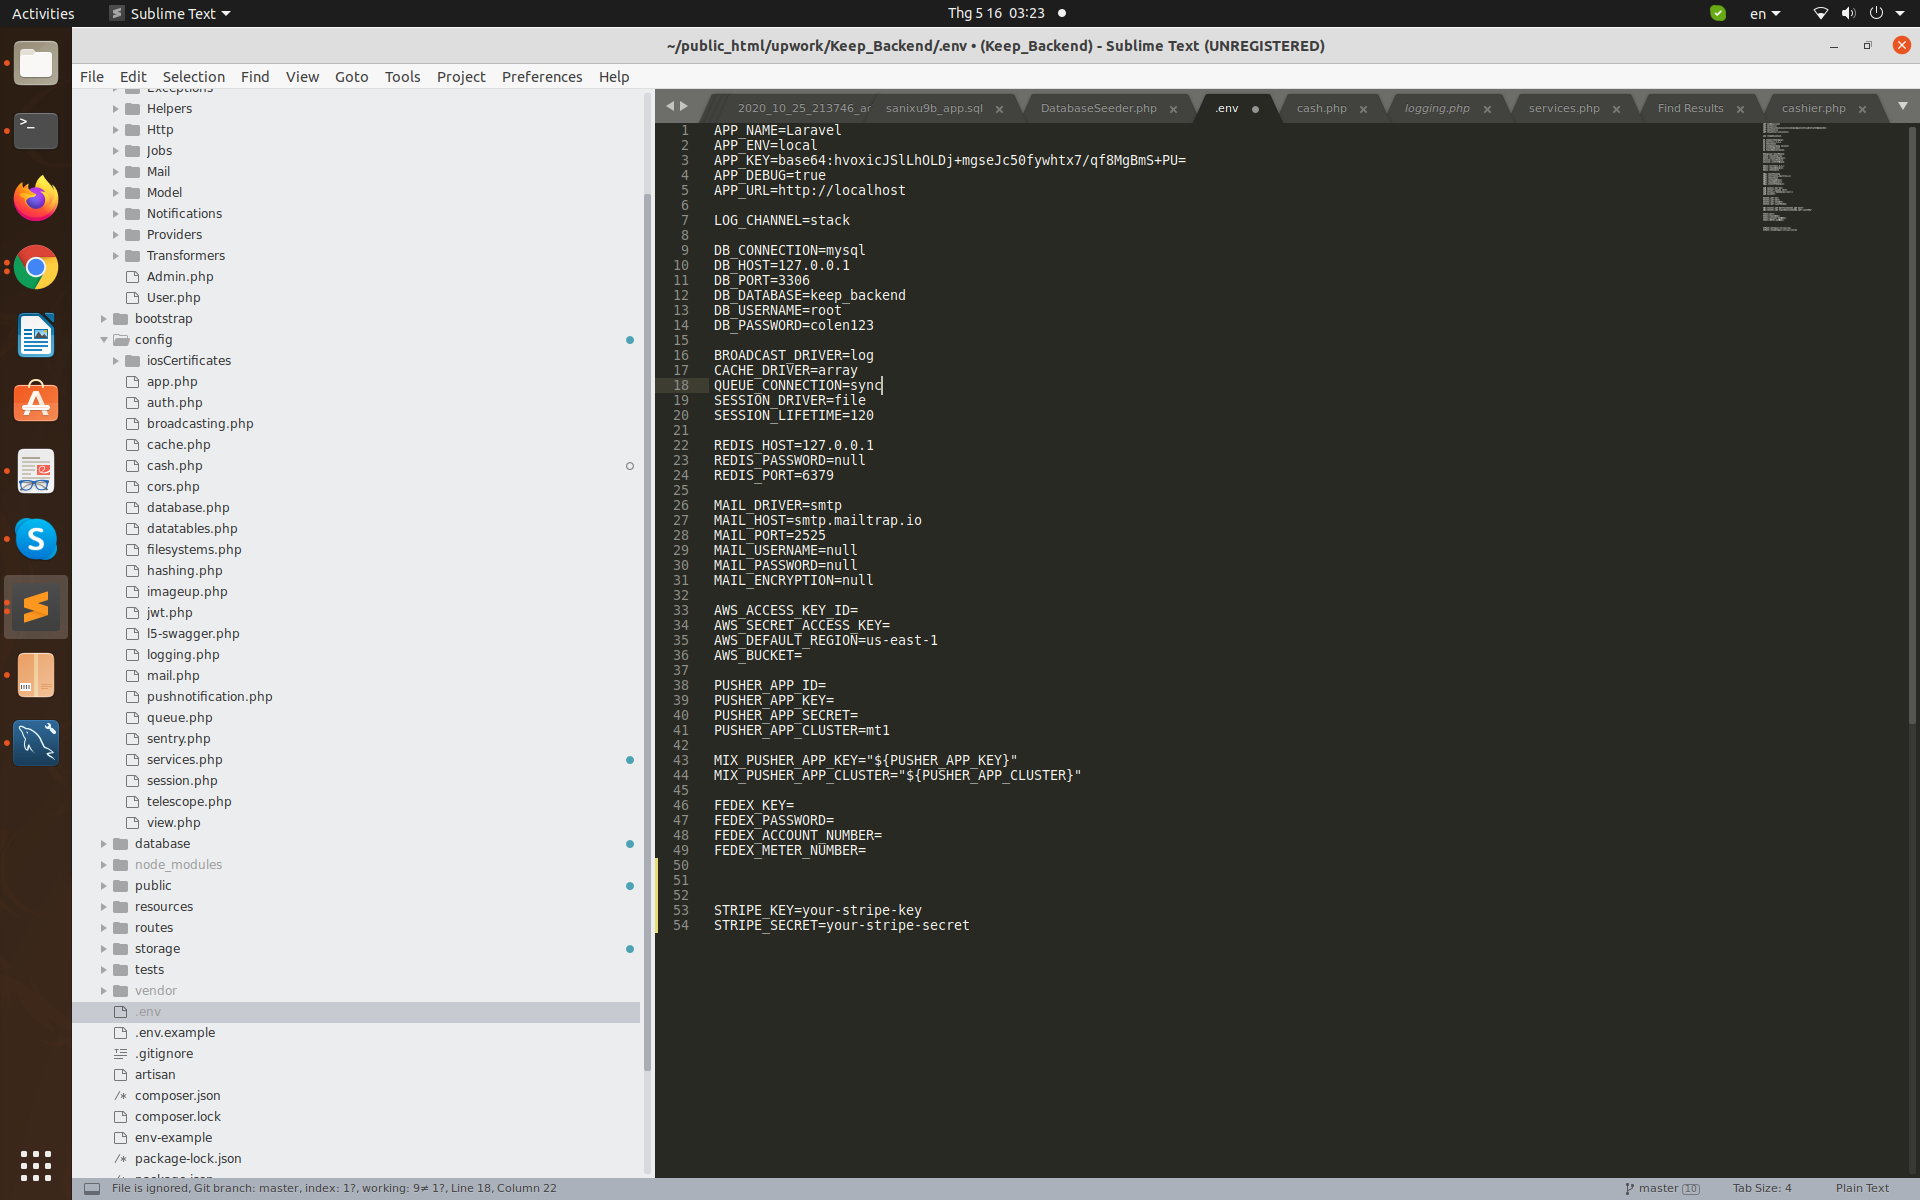 Activities
Sublime Text
Thg 5 16 03:23
en
~/public_html/upwork/Keep_Backend/.env • (Keep_Backend) - Sublime Text (UNREGISTERED)
File Edit Selection Find View Goto Tools Project Preferences Help
Exceptions
Helpers
Http
Jobs
Mail
Model
Notifications
Providers
Transformers
Admin.php
User.php
bootstrap
config
iosCertificates
app.php
auth.php
broadcasting.php
cache.php
cash.php
cors.php
database.php
datatables.php
filesystems.php
hashing.php
imageup.php
jwt.php
l5-swagger.php
logging.php
mail.php
pushnotification.php
queue.php
sentry.php
services.php
session.php
telescope.php
view.php
database
node_modules
public
resources
routes
storage
tests
vendor
.env
.env.example
.gitignore
artisan
composer.json
composer.lock
env-example
package-lock.json
2020_10_25_213746_ac sanixu9b_app.sql DatabaseSeeder.php .env cash.php logging.php services.php Find Results cashier.php
1 APP_NAME=Laravel
2 APP_ENV=local
3 APP_KEY=base64:hvoxicJSlLhOLDj+mgseJc50fywhtx7/qf8MgBmS+PU=
4 APP_DEBUG=true
5 APP_URL=http://localhost
6
7 LOG_CHANNEL=stack
8
9 DB_CONNECTION=mysql
10 DB_HOST=127.0.0.1
11 DB_PORT=3306
12 DB_DATABASE=keep_backend
13 DB_USERNAME=root
14 DB_PASSWORD=colen123
15
16 BROADCAST_DRIVER=log
17 CACHE_DRIVER=array
18 QUEUE_CONNECTION=sync
19 SESSION_DRIVER=file
20 SESSION_LIFETIME=120
21
22 REDIS_HOST=127.0.0.1
23 REDIS_PASSWORD=null
24 REDIS_PORT=6379
25
26 MAIL_DRIVER=smtp
27 MAIL_HOST=smtp.mailtrap.io
28 MAIL_PORT=2525
29 MAIL_USERNAME=null
30 MAIL_PASSWORD=null
31 MAIL_ENCRYPTION=null
32
33 AWS_ACCESS_KEY_ID=
34 AWS_SECRET_ACCESS_KEY=
35 AWS_DEFAULT_REGION=us-east-1
36 AWS_BUCKET=
37
38 PUSHER_APP_ID=
39 PUSHER_APP_KEY=
40 PUSHER_APP_SECRET=
41 PUSHER_APP_CLUSTER=mt1
42
43 MIX_PUSHER_APP_KEY="${PUSHER_APP_KEY}"
44 MIX_PUSHER_APP_CLUSTER="${PUSHER_APP_CLUSTER}"
45
46 FEDEX_KEY=
47 FEDEX_PASSWORD=
48 FEDEX_ACCOUNT_NUMBER=
49 FEDEX_METER_NUMBER=
50
51
52
53 STRIPE_KEY=your-stripe-key
54 STRIPE_SECRET=your-stripe-secret
File is ignored, Git branch: master, index: 1?, working: 9≠ 1?, Line 18, Column 22
master 10
Tab Size: 4
Plain Text